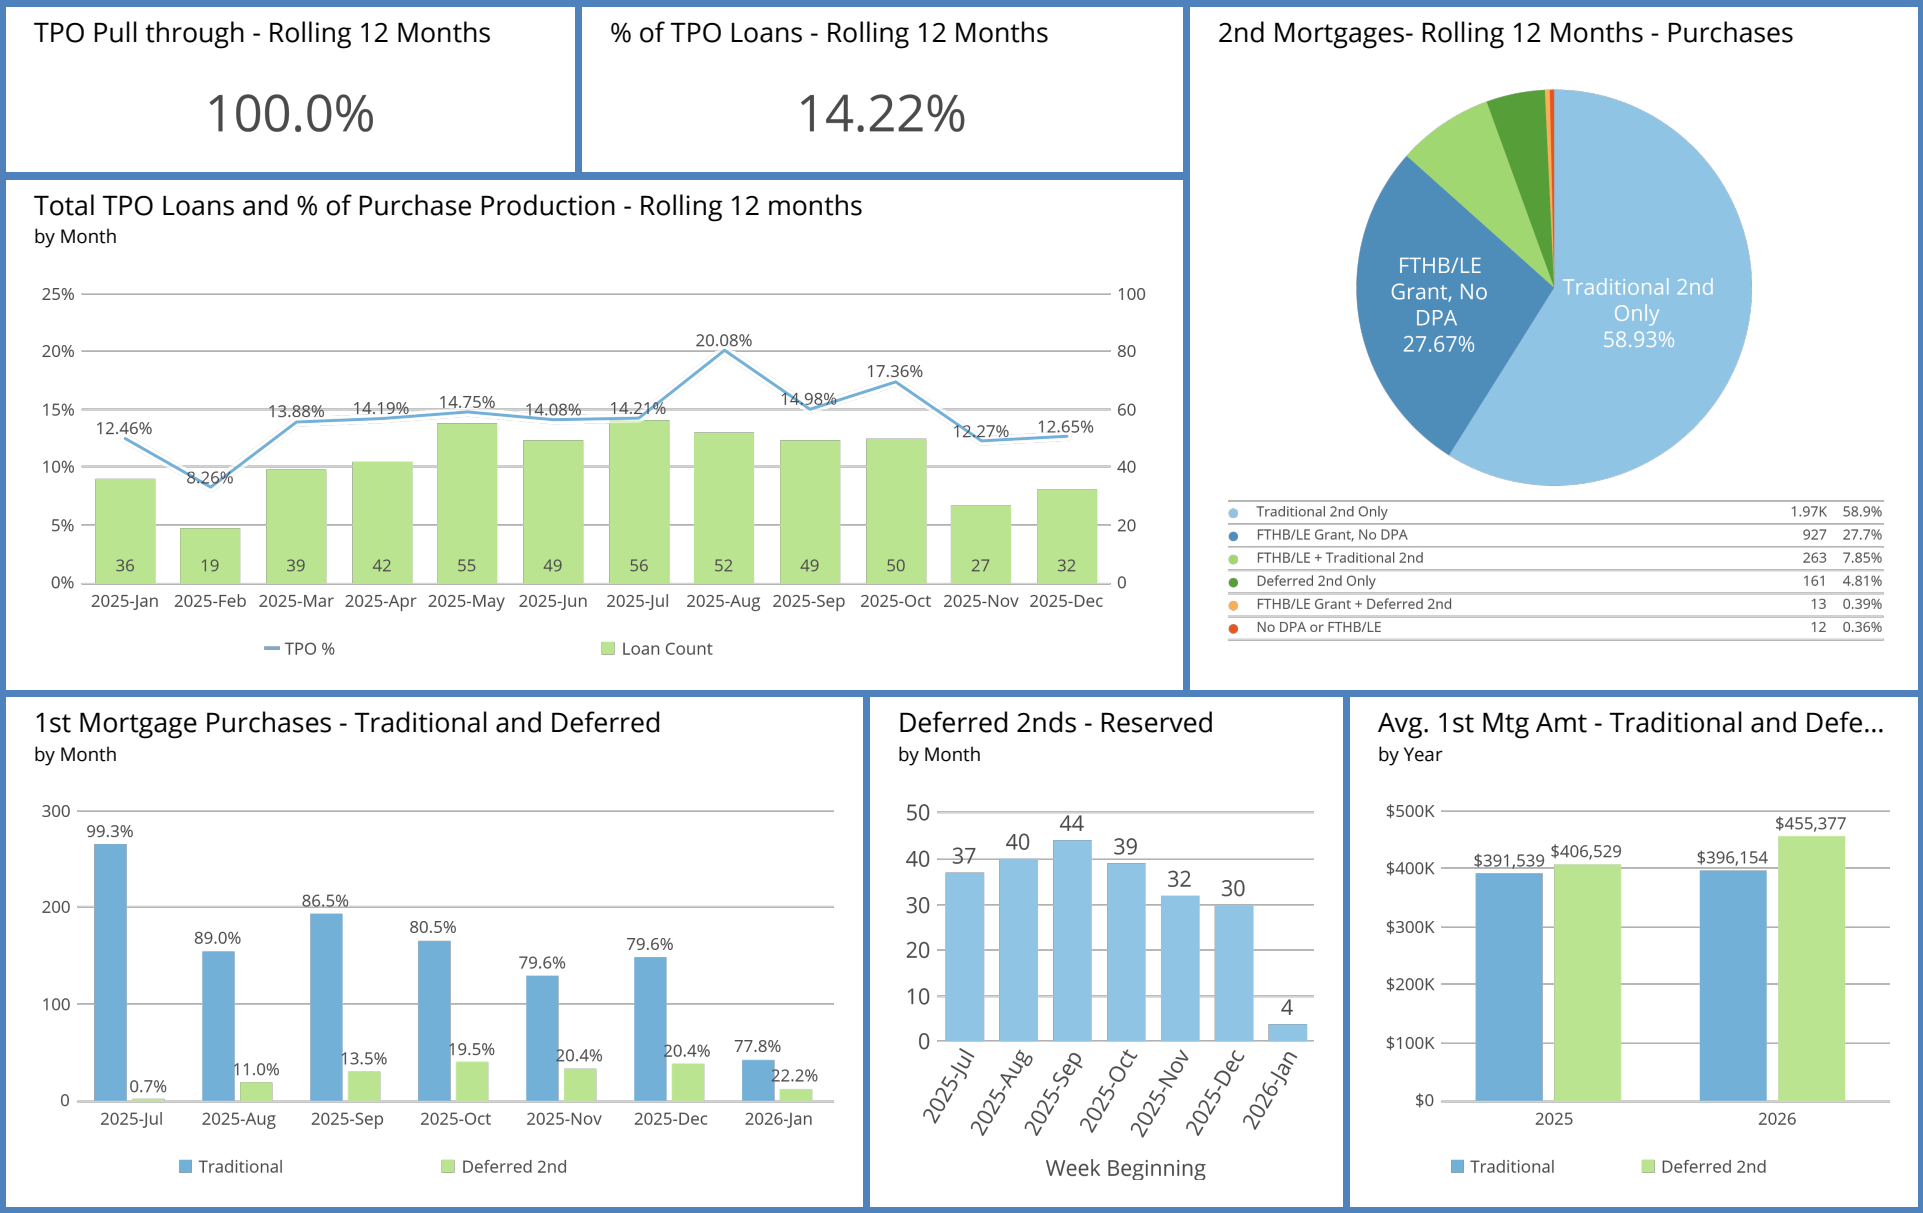 TPO Pull through - Rolling 12 Months
100.0%
% of TPO Loans - Rolling 12 Months
14.22%
2nd Mortgages- Rolling 12 Months - Purchases
FTHB/LE
Grant, No
DPA
27.67%
Traditional 2nd
Only
58.93%
Traditional 2nd Only 1.97K 58.9%
FTHB/LE Grant, No DPA 927 27.7%
FTHB/LE + Traditional 2nd 263 7.85%
Deferred 2nd Only 161 4.81%
FTHB/LE Grant + Deferred 2nd 13 0.39%
No DPA or FTHB/LE 12 0.36%
Total TPO Loans and % of Purchase Production - Rolling 12 months
by Month
25% 100
20% 80
15% 60
10% 40
5% 20
0% 0
12.46% 8.26% 13.88% 14.19% 14.75% 14.08% 14.21% 20.08% 14.98% 17.36% 12.27% 12.65%
36 19 39 42 55 49 56 52 49 50 27 32
2025-Jan 2025-Feb 2025-Mar 2025-Apr 2025-May 2025-Jun 2025-Jul 2025-Aug 2025-Sep 2025-Oct 2025-Nov 2025-Dec
TPO % Loan Count
1st Mortgage Purchases - Traditional and Deferred
by Month
300
200
100
0
99.3% 89.0% 86.5% 80.5% 79.6% 79.6% 77.8%
0.7% 11.0% 13.5% 19.5% 20.4% 20.4% 22.2%
2025-Jul 2025-Aug 2025-Sep 2025-Oct 2025-Nov 2025-Dec 2026-Jan
Traditional Deferred 2nd
Deferred 2nds - Reserved
by Month
50
40
30
20
10
0
37 40 44 39 32 30 4
2025-Jul 2025-Aug 2025-Sep 2025-Oct 2025-Nov 2025-Dec 2026-Jan
Week Beginning
Avg. 1st Mtg Amt - Traditional and Defe...
by Year
$500K
$400K
$300K
$200K
$100K
$0
$391,539 $406,529 $396,154 $455,377
2025 2026
Traditional Deferred 2nd